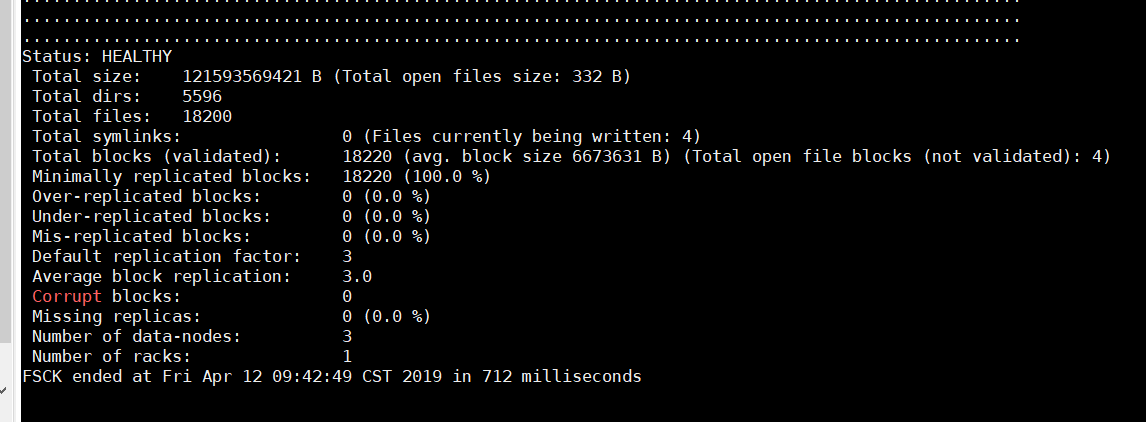 ....................................................................................................
....................................................................................................
....................................................................................................
Status: HEALTHY
 Total size:    121593569421 B (Total open files size: 332 B)
 Total dirs:    5596
 Total files:   18200
 Total symlinks:                0 (Files currently being written: 4)
 Total blocks (validated):      18220 (avg. block size 6673631 B) (Total open file blocks (not validated): 4)
 Minimally replicated blocks:   18220 (100.0 %)
 Over-replicated blocks:        0 (0.0 %)
 Under-replicated blocks:       0 (0.0 %)
 Mis-replicated blocks:         0 (0.0 %)
 Default replication factor:    3
 Average block replication:     3.0
 Corrupt blocks:                0
 Missing replicas:              0 (0.0 %)
 Number of data-nodes:          3
 Number of racks:               1
FSCK ended at Fri Apr 12 09:42:49 CST 2019 in 712 milliseconds